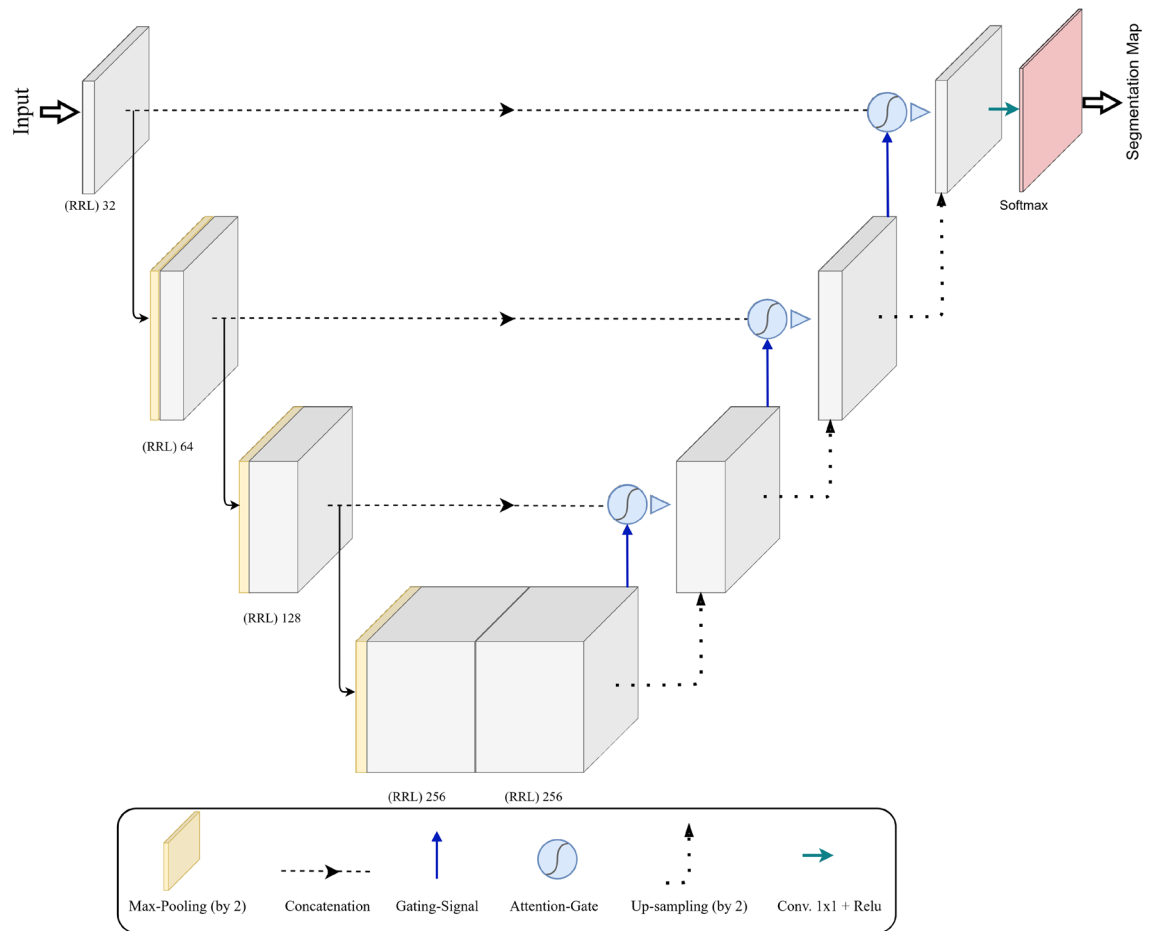 Input
Segmentation Map
(RRL) 32
Softmax
(RRL) 64
(RRL) 128
(RRL) 256
(RRL) 256
Max-Pooling (by 2)
Concatenation
Gating-Signal
Attention-Gate
Up-sampling (by 2)
Conv. 1x1 + Relu